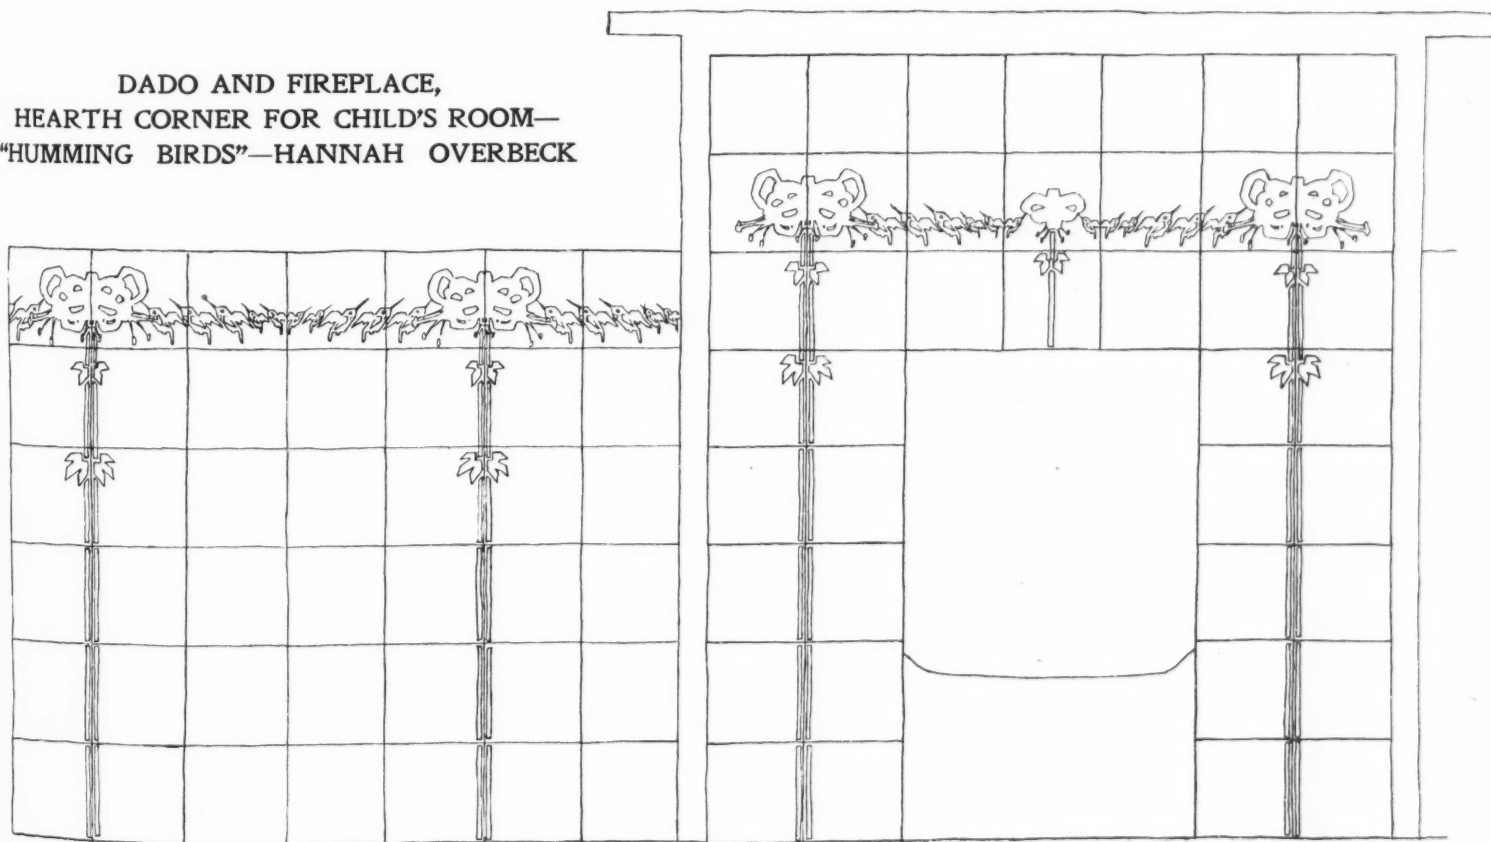 DADO AND FIREPLACE,
HEARTH CORNER FOR CHILD'S ROOM—
"HUMMING BIRDS"—HANNAH OVERBECK